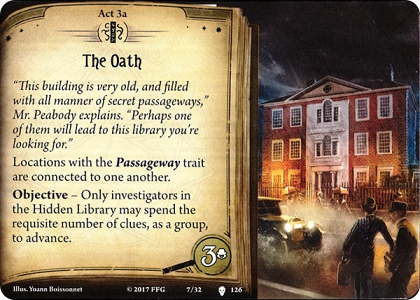 Act 3a
The Oath
“This building is very old, and filled
with all manner of secret passageways,”
Mr. Peabody explains. “Perhaps one
of them will lead to this library you’re
looking for.”
Locations with the Passageway trait
are connected to one another.
Objective – Only investigators
in the Hidden Library may spend the
requisite number of clues, as a group,
to advance.
3
Illus. Yoann Boissonnet
© 2017 FFG
7/32
126